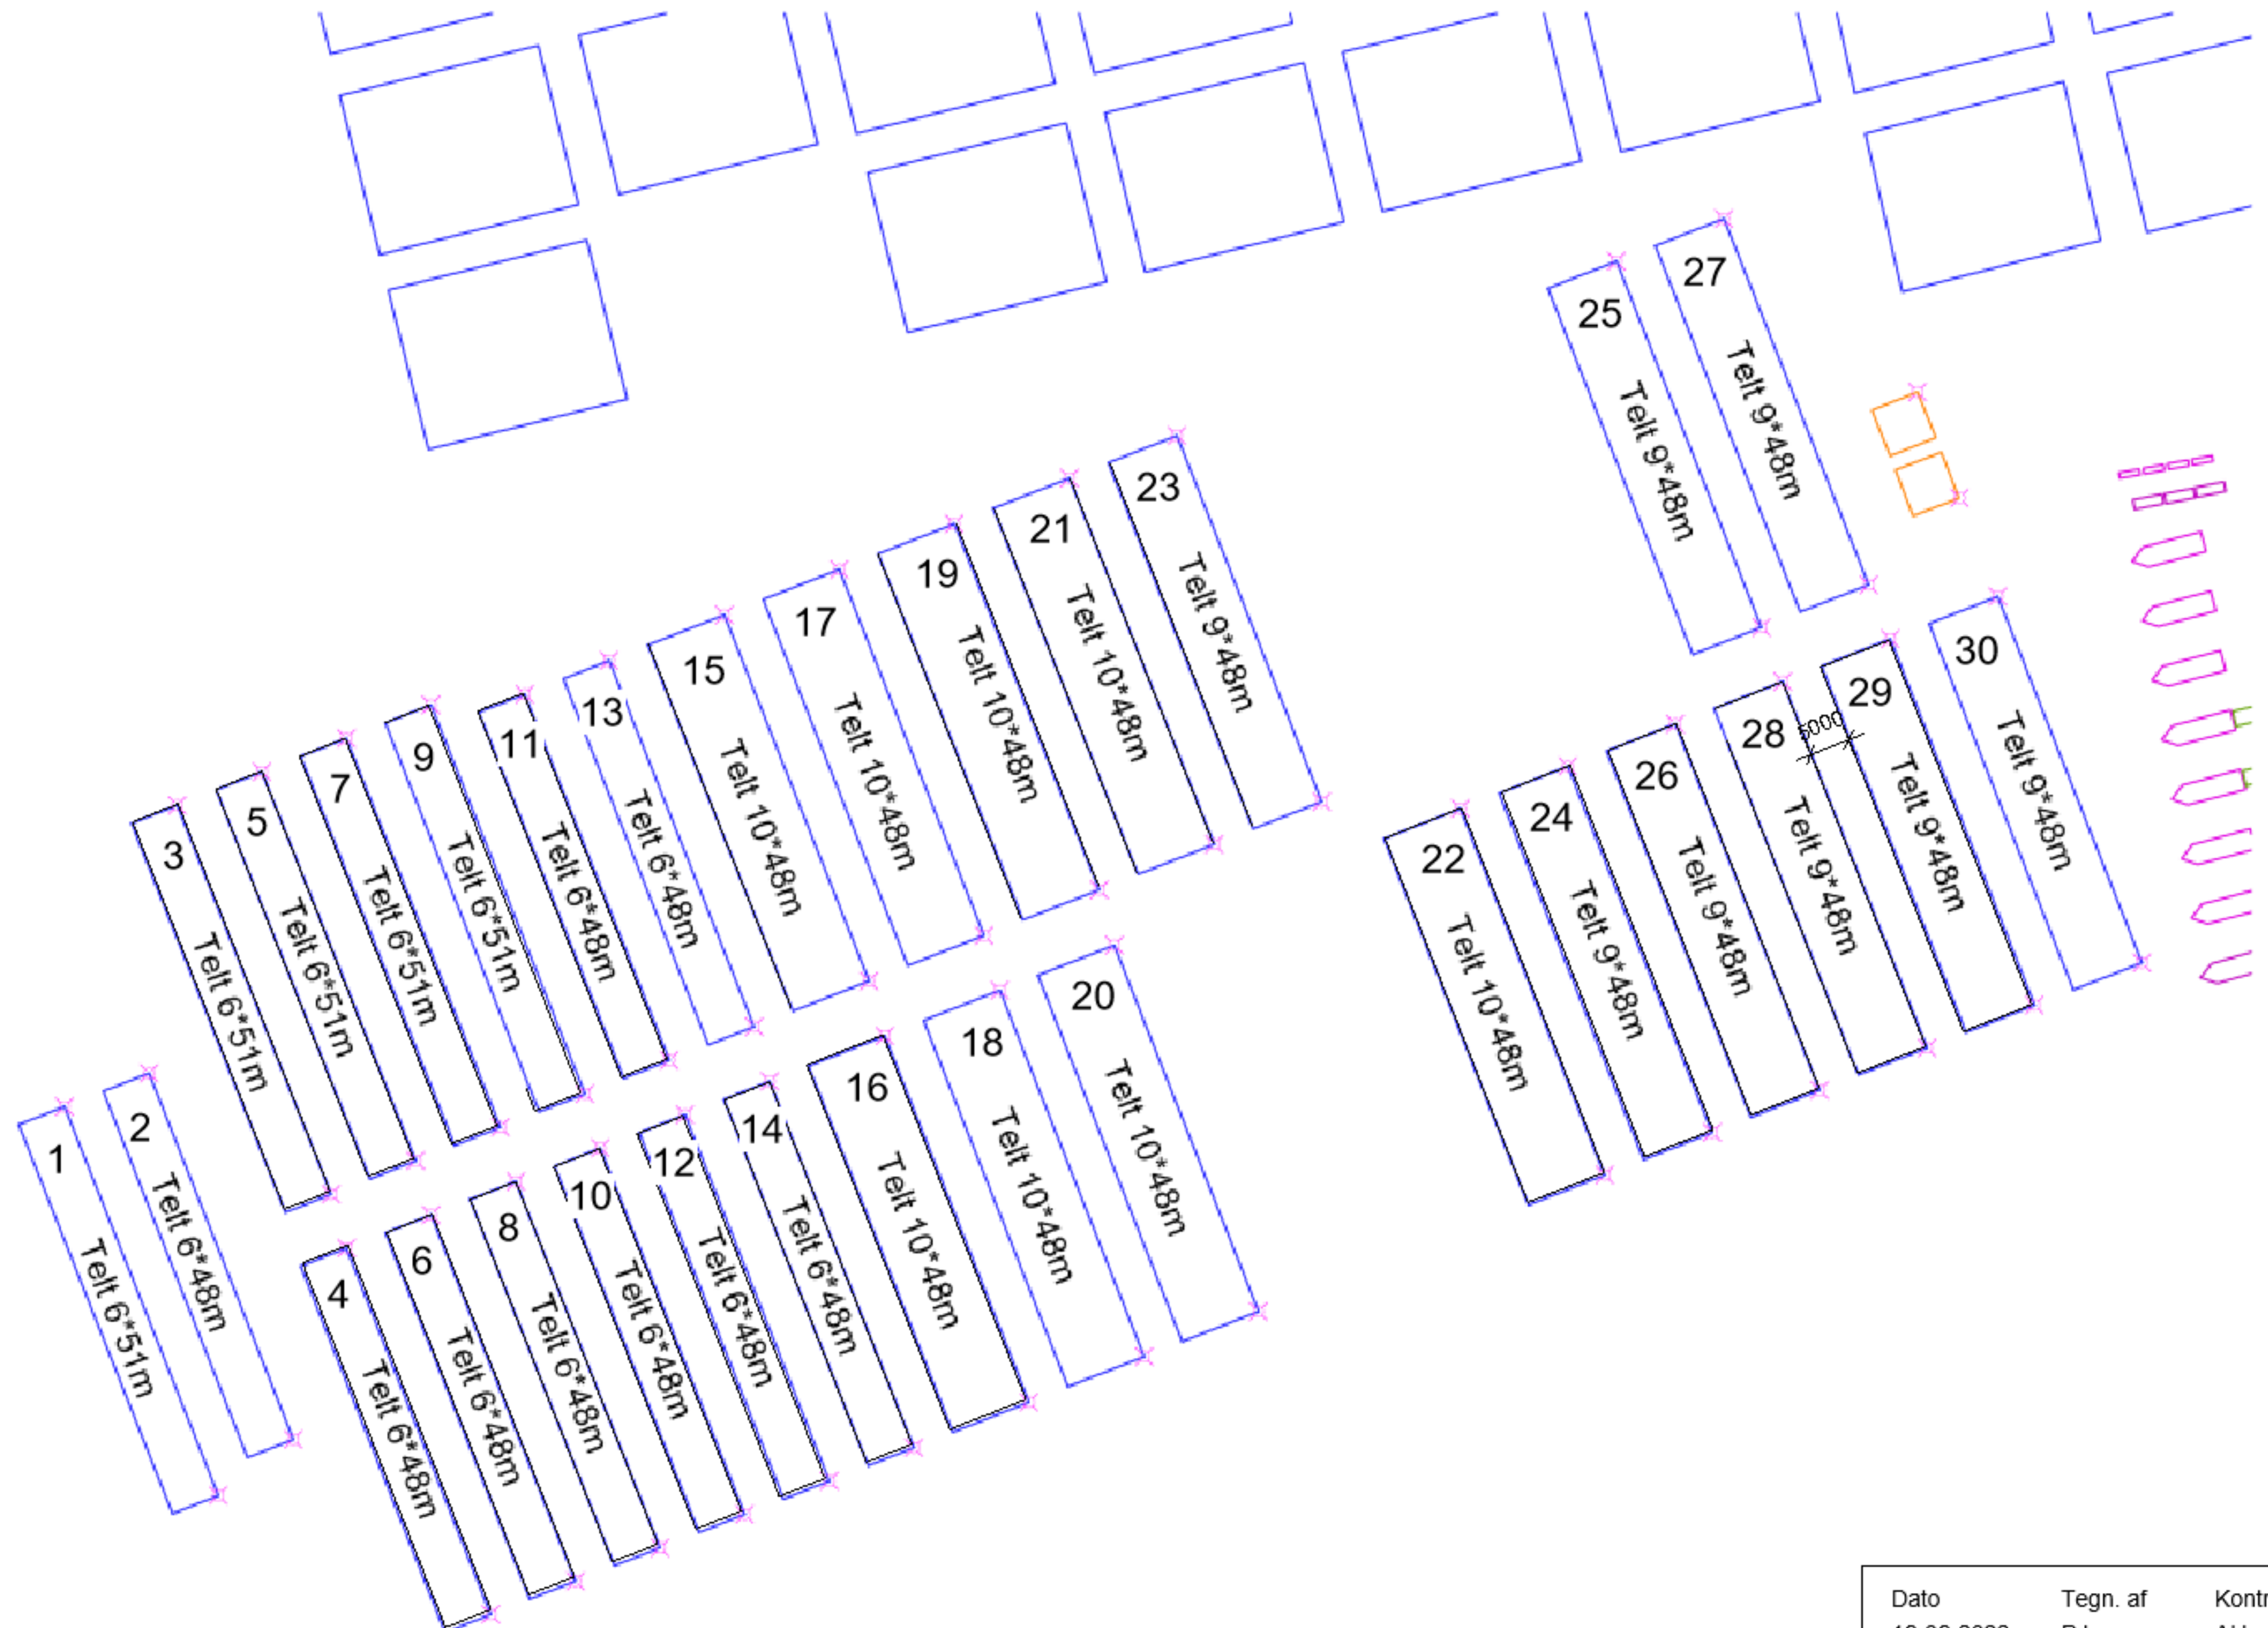 1
Telt 6*51m
2
Telt 6*48m
3
Telt 6*51m
4
Telt 6*48m
5
Telt 6*51m
6
Telt 6*48m
7
Telt 6*51m
8
Telt 6*48m
9
Telt 6*51m
10
Telt 6*48m
11
Telt 6*48m
12
Telt 6*48m
13
Telt 6*48m
14
Telt 6*48m
15
Telt 10*48m
16
Telt 10*48m
17
Telt 10*48m
18
Telt 10*48m
19
Telt 10*48m
20
Telt 10*48m
21
Telt 10*48m
22
Telt 10*48m
23
Telt 9*48m
24
Telt 9*48m
25
Telt 9*48m
26
Telt 9*48m
27
Telt 9*48m
28
Telt 9*48m
5000
29
Telt 9*48m
30
Telt 9*48m
Dato Tegn. af Kontr